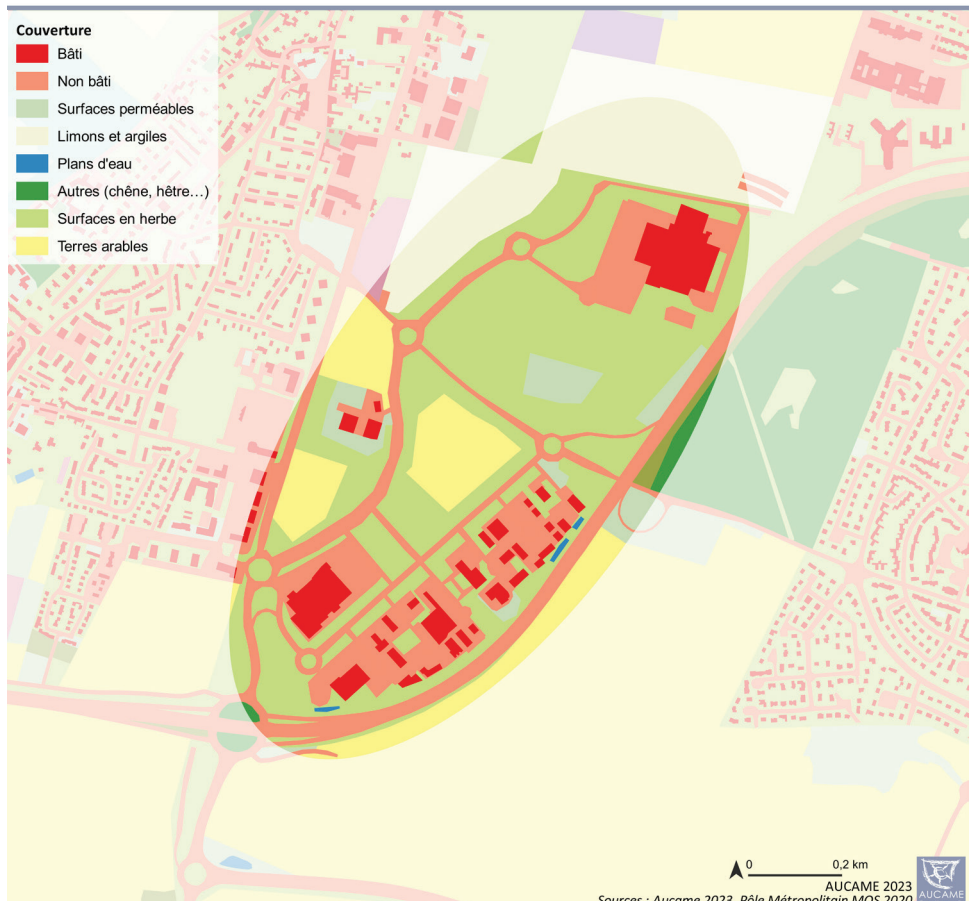 Couverture
Bâti
Non bâti
Surfaces perméables
Limons et argiles
Plans d'eau
Autres (chêne, hêtre...)
Surfaces en herbe
Terres arables
0 0,2 km
AUCAME 2023
Sources : Aucame 2023, Pôle Métropolitain MOS 2020
AUCAME